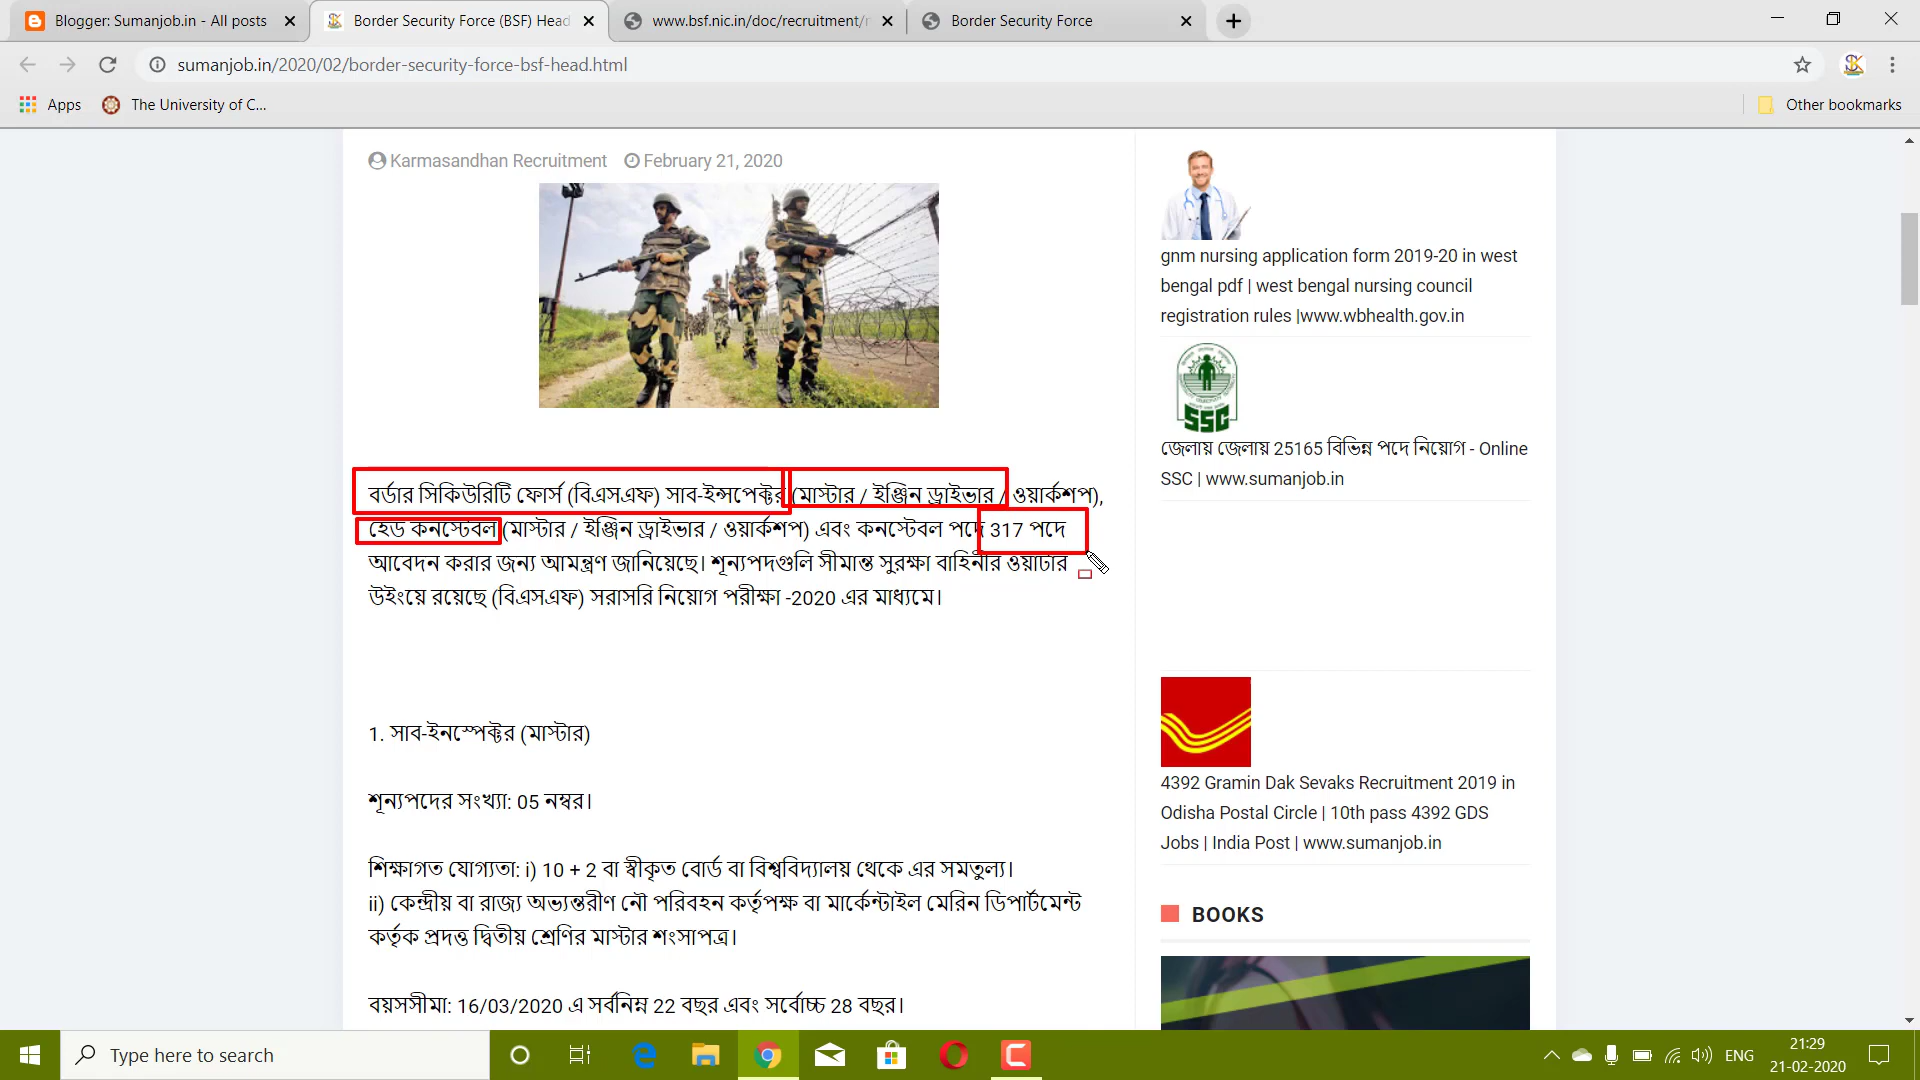 Blogger: Sumanjob.in - All posts
Border Security Force (BSF) Head
www.bsf.nic.in/doc/recruitment/r
Border Security Force
sumanjob.in/2020/02/border-security-force-bsf-head.html
Apps
The University of C...
Other bookmarks
Karmasandhan Recruitment February 21, 2020
বর্ডার সিকিউরিটি ফোর্স (বিএসএফ) সাব-ইন্সপেক্টর (মাস্টার / ইঞ্জিন ড্রাইভার / ওয়ার্কশপ),
হেড কনস্টেবল (মাস্টার / ইঞ্জিন ড্রাইভার / ওয়ার্কশপ) এবং কনস্টেবল পদে 317 পদে
আবেদন করার জন্য আমন্ত্রণ জানিয়েছে। শূন্যপদগুলি সীমান্ত সুরক্ষা বাহিনীর ওয়াটার
উইংয়ে রয়েছে (বিএসএফ) সরাসরি নিয়োগ পরীক্ষা -2020 এর মাধ্যমে।
1. সাব-ইনস্পেক্টর (মাস্টার)
শূন্যপদের সংখ্যা: 05 নম্বর।
শিক্ষাগত যোগ্যতা: i) 10 + 2 বা স্বীকৃত বোর্ড বা বিশ্ববিদ্যালয় থেকে এর সমতুল্য।
ii) কেন্দ্রীয় বা রাজ্য অভ্যন্তরীণ নৌ পরিবহন কর্তৃপক্ষ বা মার্কেন্টাইল মেরিন ডিপার্টমেন্ট
কর্তৃক প্রদত্ত দ্বিতীয় শ্রেণির মাস্টার শংসাপত্র।
বয়সসীমা: 16/03/2020 এ সর্বনিম্ন 22 বছর এবং সর্বোচ্চ 28 বছর।
gnm nursing application form 2019-20 in west
bengal pdf | west bengal nursing council
registration rules |www.wbhealth.gov.in
SSC
জেলায় জেলায় 25165 বিভিন্ন পদে নিয়োগ - Online
SSC | www.sumanjob.in
4392 Gramin Dak Sevaks Recruitment 2019 in
Odisha Postal Circle | 10th pass 4392 GDS
Jobs | India Post | www.sumanjob.in
BOOKS
Type here to search
ENG
21:29
21-02-2020